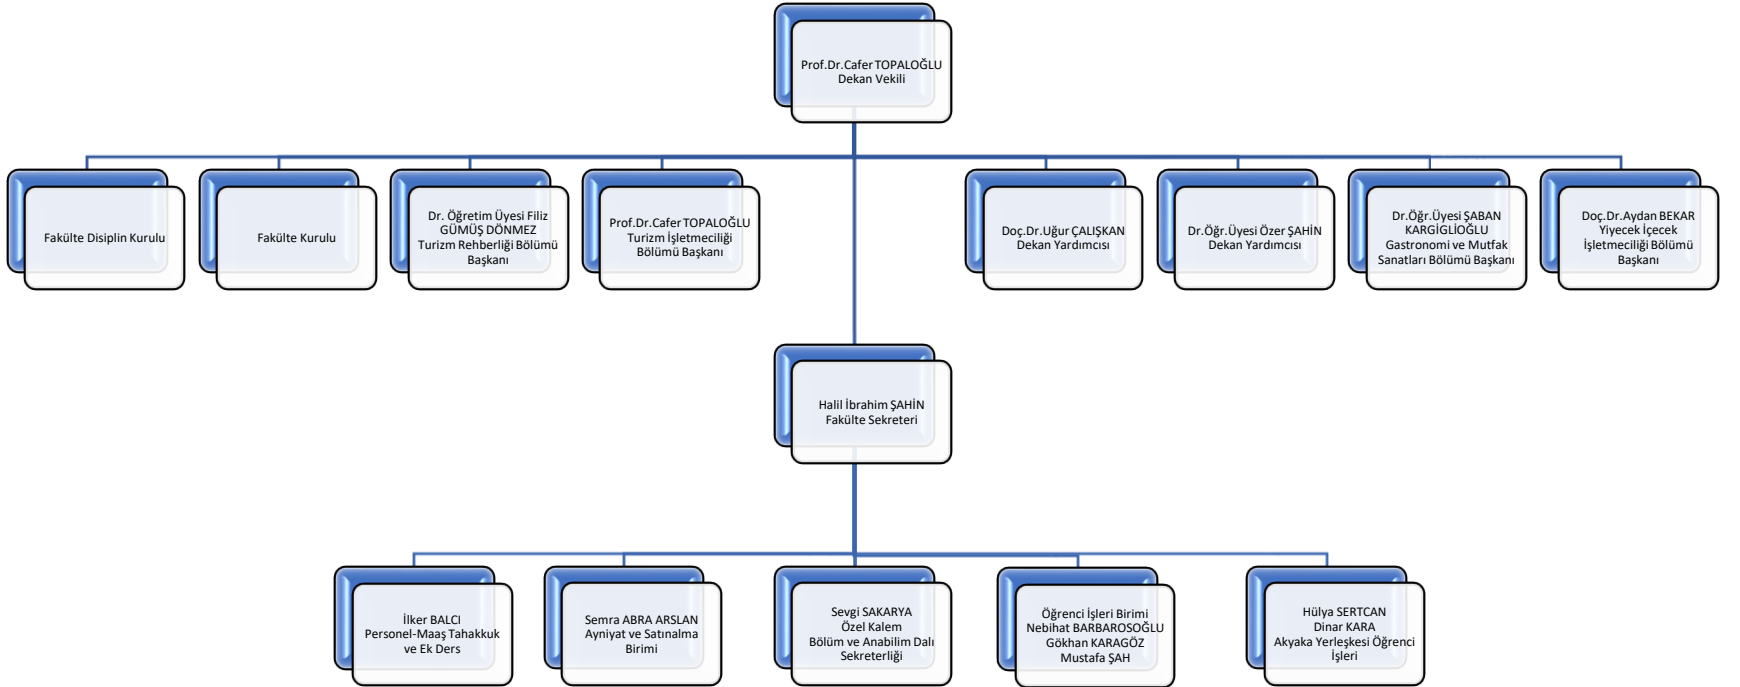 Prof.Dr.Cafer TOPALOĞLU
Dekan Vekili
Fakülte Disiplin Kurulu
Fakülte Kurulu
Dr. Öğretim Üyesi Filiz
GÜMÜŞ DÖNMEZ
Turizm Rehberliği Bölümü
Başkanı
Prof.Dr.Cafer TOPALOĞLU
Turizm İşletmeciliği
Bölümü Başkanı
Doç.Dr.Uğur ÇALIŞKAN
Dekan Yardımcısı
Dr.Öğr.Üyesi Özer ŞAHİN
Dekan Yardımcısı
Dr.Öğr.Üyesi ŞABAN
KARGİGLİOĞLU
Gastronomi ve Mutfak
Sanatları Bölümü Başkanı
Doç.Dr.Aydan BEKAR
Yiyecek İçecek
İşletmeciliği Bölümü
Başkanı
Halil İbrahim ŞAHİN
Fakülte Sekreteri
İlker BALCI
Personel-Maaş Tahakkuk
ve Ek Ders
Semra ABRA ARSLAN
Ayniyat ve Satınalma
Birimi
Sevgi SAKARYA
Özel Kalem
Bölüm ve Anabilim Dalı
Sekreterliği
Öğrenci İşleri Birimi
Nebihat BARBAROSOĞLU
Gökhan KARAGÖZ
Mustafa ŞAH
Hülya SERTCAN
Dinar KARA
Akyaka Yerleşkesi Öğrenci
İşleri